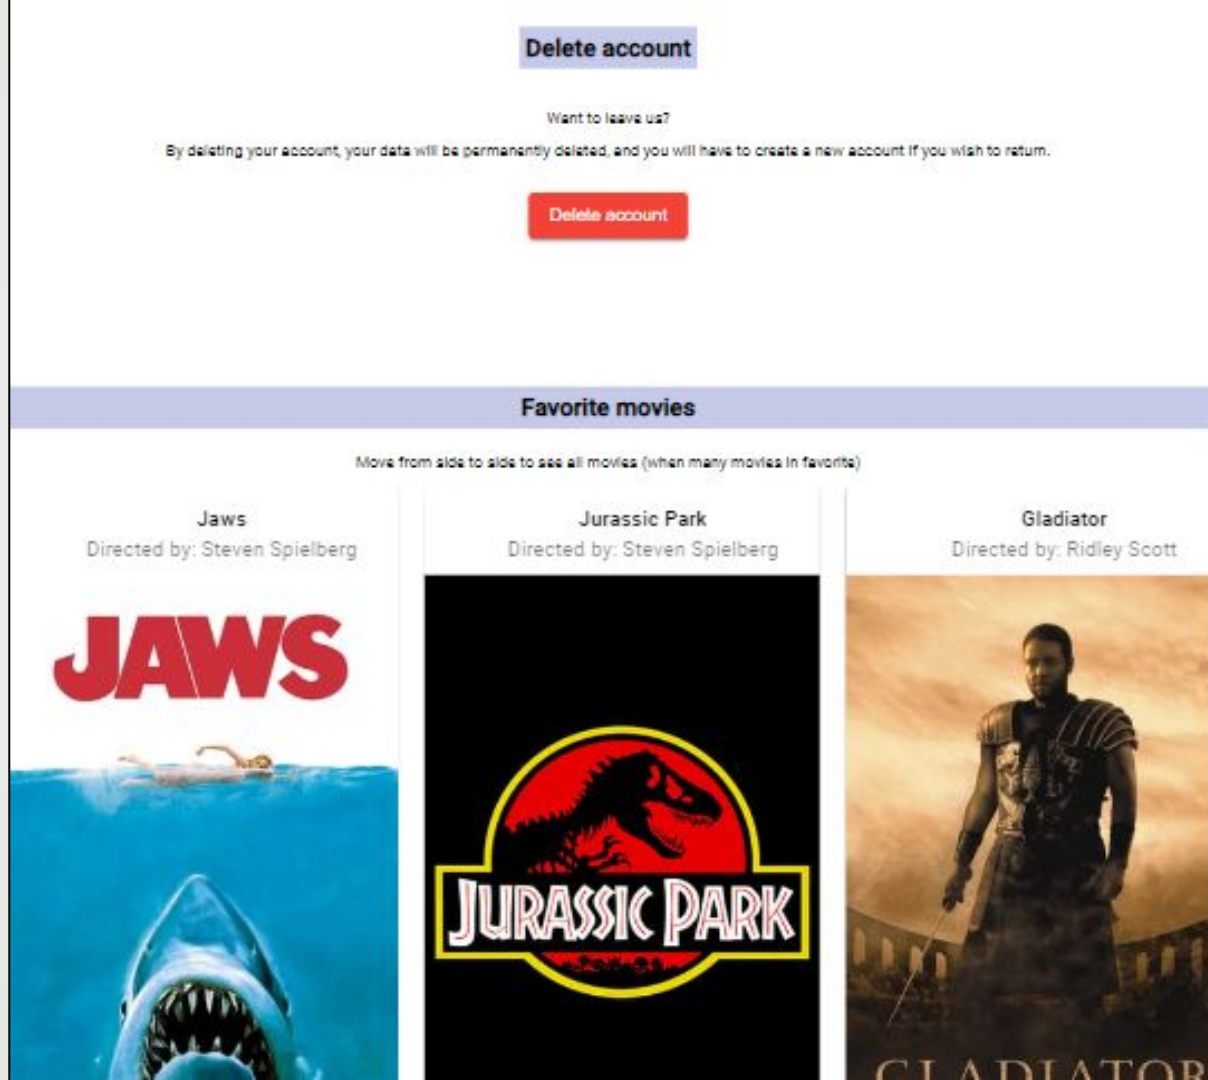 Delete account
Want to leave us?
By deleting your account, your data will be permanently deleted, and you will have to create a new account if you wish to return.
Delete account
Favorite movies
Move from side to side to see all movies (when many movies in favorite)
Jaws
Directed by: Steven Spielberg
Jurassic Park
Directed by: Steven Spielberg
Gladiator
Directed by: Ridley Scott
JAWS
JURASSIC PARK
GLADIATOR